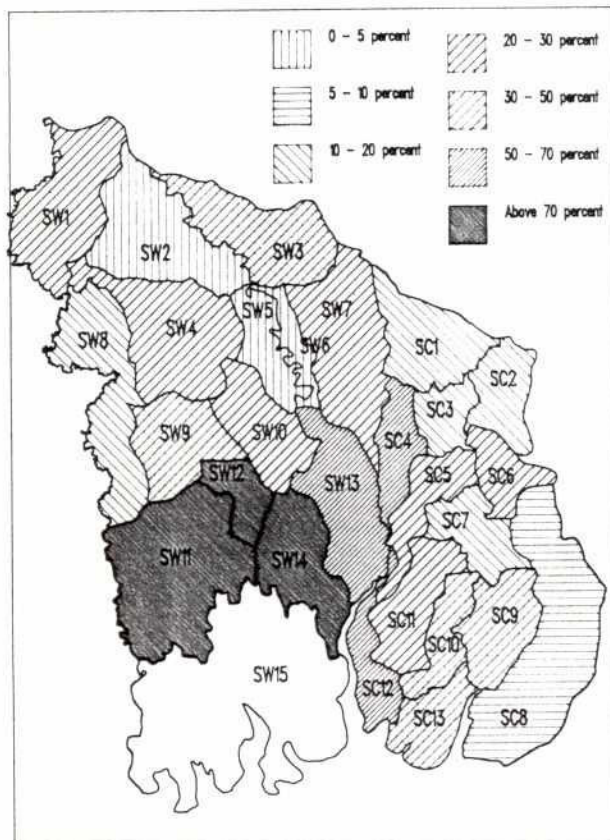 0 - 5 percent
20 - 30 percent
5 - 10 percent
30 - 50 percent
10 - 20 percent
50 - 70 percent
Above 70 percent
SW1
SW2
SW3
SW4
SW5
SW6
SW7
SC1
SC2
SW8
SC3
SW9
SW10
SC4
SC5
SC6
SW12
SW13
SC7
SW11
SW14
SC11
SC9
SC10
SW15
SC12
SC13
SC8